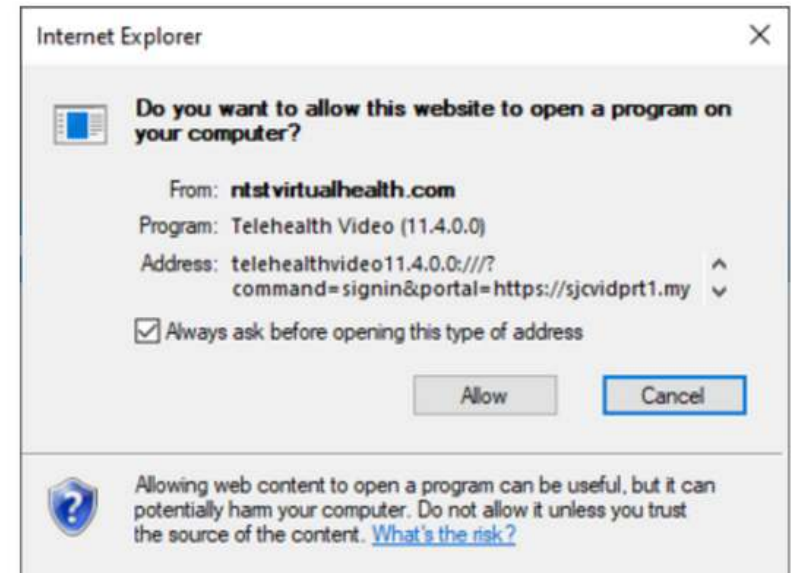 Internet Explorer
Do you want to allow this website to open a program on
your computer?
From: ntstvirtualhealth.com
Program: Telehealth Video (11.4.0.0)
Address: telehealthvideo11.4.0.0:///?
command=signin&portal=https://sjcvidprt1.my
Always ask before opening this type of address
Allow Cancel
Allowing web content to open a program can be useful, but it can
potentially harm your computer. Do not allow it unless you trust
the source of the content. What's the risk?